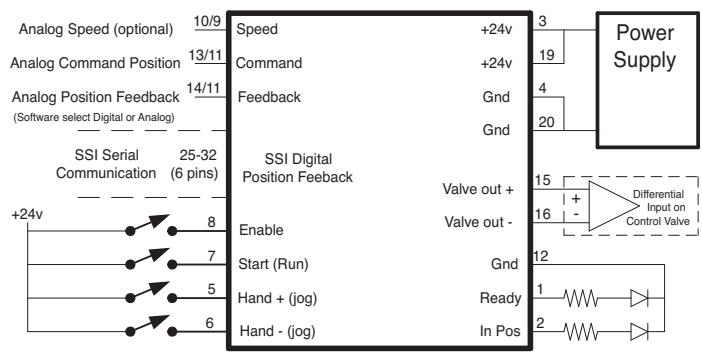 Analog Speed (optional) 10/9 Speed +24v 3
Analog Command Position 13/11 Command +24v 19
Analog Position Feedback 14/11 Feedback Gnd 4
(Software select Digital or Analog)
Gnd 20
Power
Supply
SSI Serial
Communication
25-32
(6 pins)
SSI Digital
Position Feeback
Valve out + 15
Valve out - 16
+
-
Differential
Input on
Control Valve
+24v
8 Enable
7 Start (Run)
5 Hand + (jog)
6 Hand - (jog)
Gnd 12
Ready 1
In Pos 2